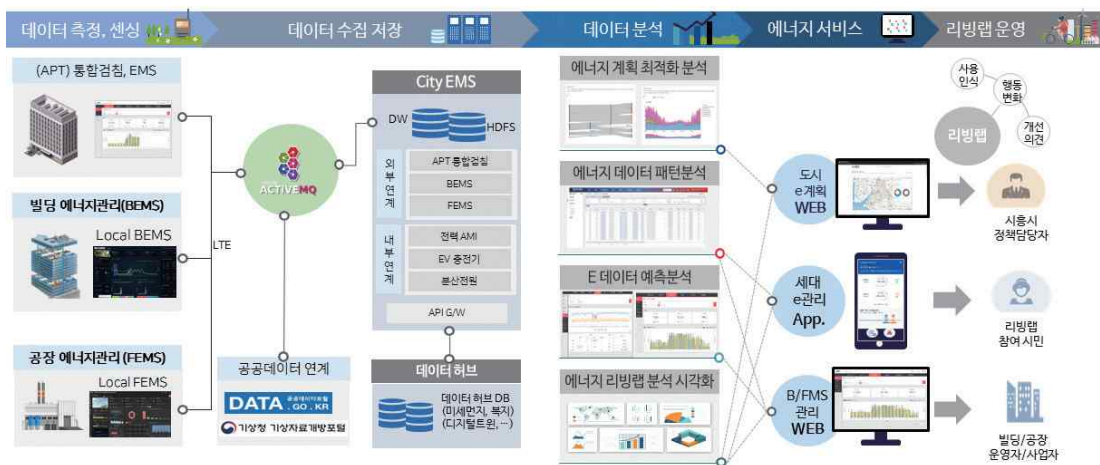 데이터 측정, 센싱
데이터 수집 저장
데이터 분석
에너지 서비스
리빙랩 운영
(APT) 통합검침, EMS
빌딩 에너지관리(BEMS)
Local BEMS
LTE
공장 에너지관리 (FEMS)
Local FEMS
ACTIVEMQ
공공데이터 연계
공공데이터포털
DATA
.GO.KR
기상청 기상자료개방포털
City EMS
DW
HDFS
외부연계
APT 통합검침
BEMS
FEMS
내부연계
전력 AMI
EV 충전기
분산전원
API G/W
데이터 허브
데이터 허브 DB
(미세먼지, 복지)
(디지털트윈, …)
에너지 계획 최적화 분석
에너지 데이터 패턴분석
E 데이터 예측분석
에너지 리빙랩 분석 시각화
도시
e계획
WEB
세대
e관리
App.
B/FMS
관리
WEB
사용
인식
행동
변화
개선
의견
리빙랩
시흥시
정책담당자
리빙랩
참여 시민
빌딩/공장
운영자/사업자